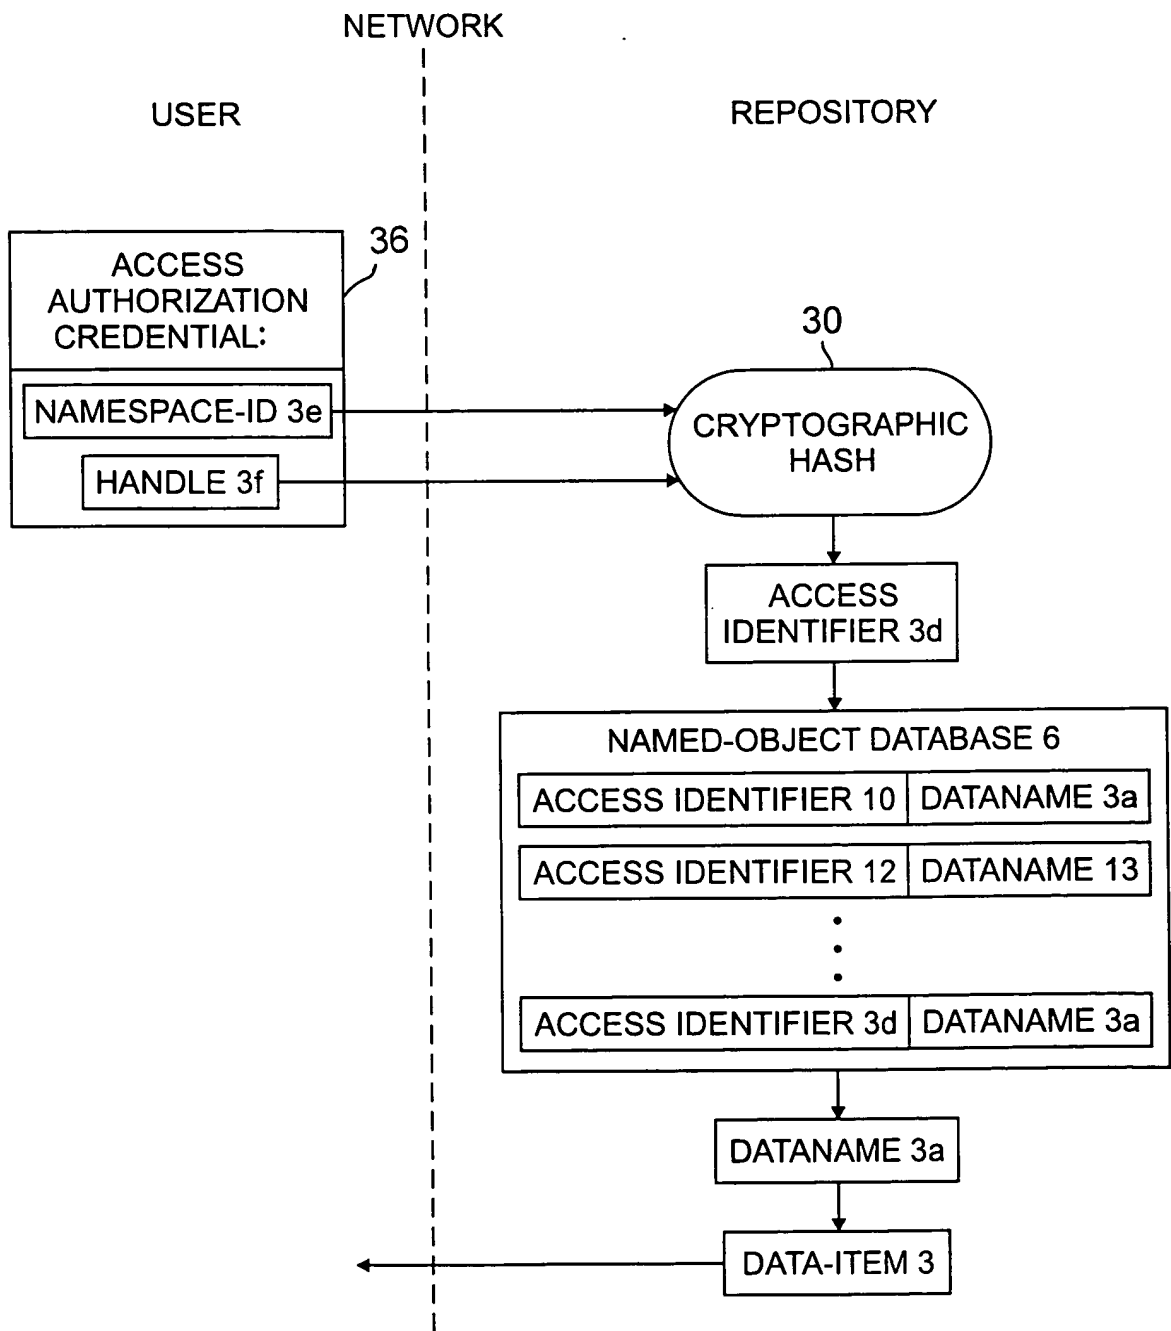 NETWORK
USER
REPOSITORY
36
ACCESS
AUTHORIZATION
CREDENTIAL:
NAMESPACE-ID 3e
HANDLE 3f
30
CRYPTOGRAPHIC
HASH
ACCESS
IDENTIFIER 3d
NAMED-OBJECT DATABASE 6
ACCESS IDENTIFIER 10 DATANAME 3a
ACCESS IDENTIFIER 12 DATANAME 13
ACCESS IDENTIFIER 3d DATANAME 3a
DATANAME 3a
DATA-ITEM 3